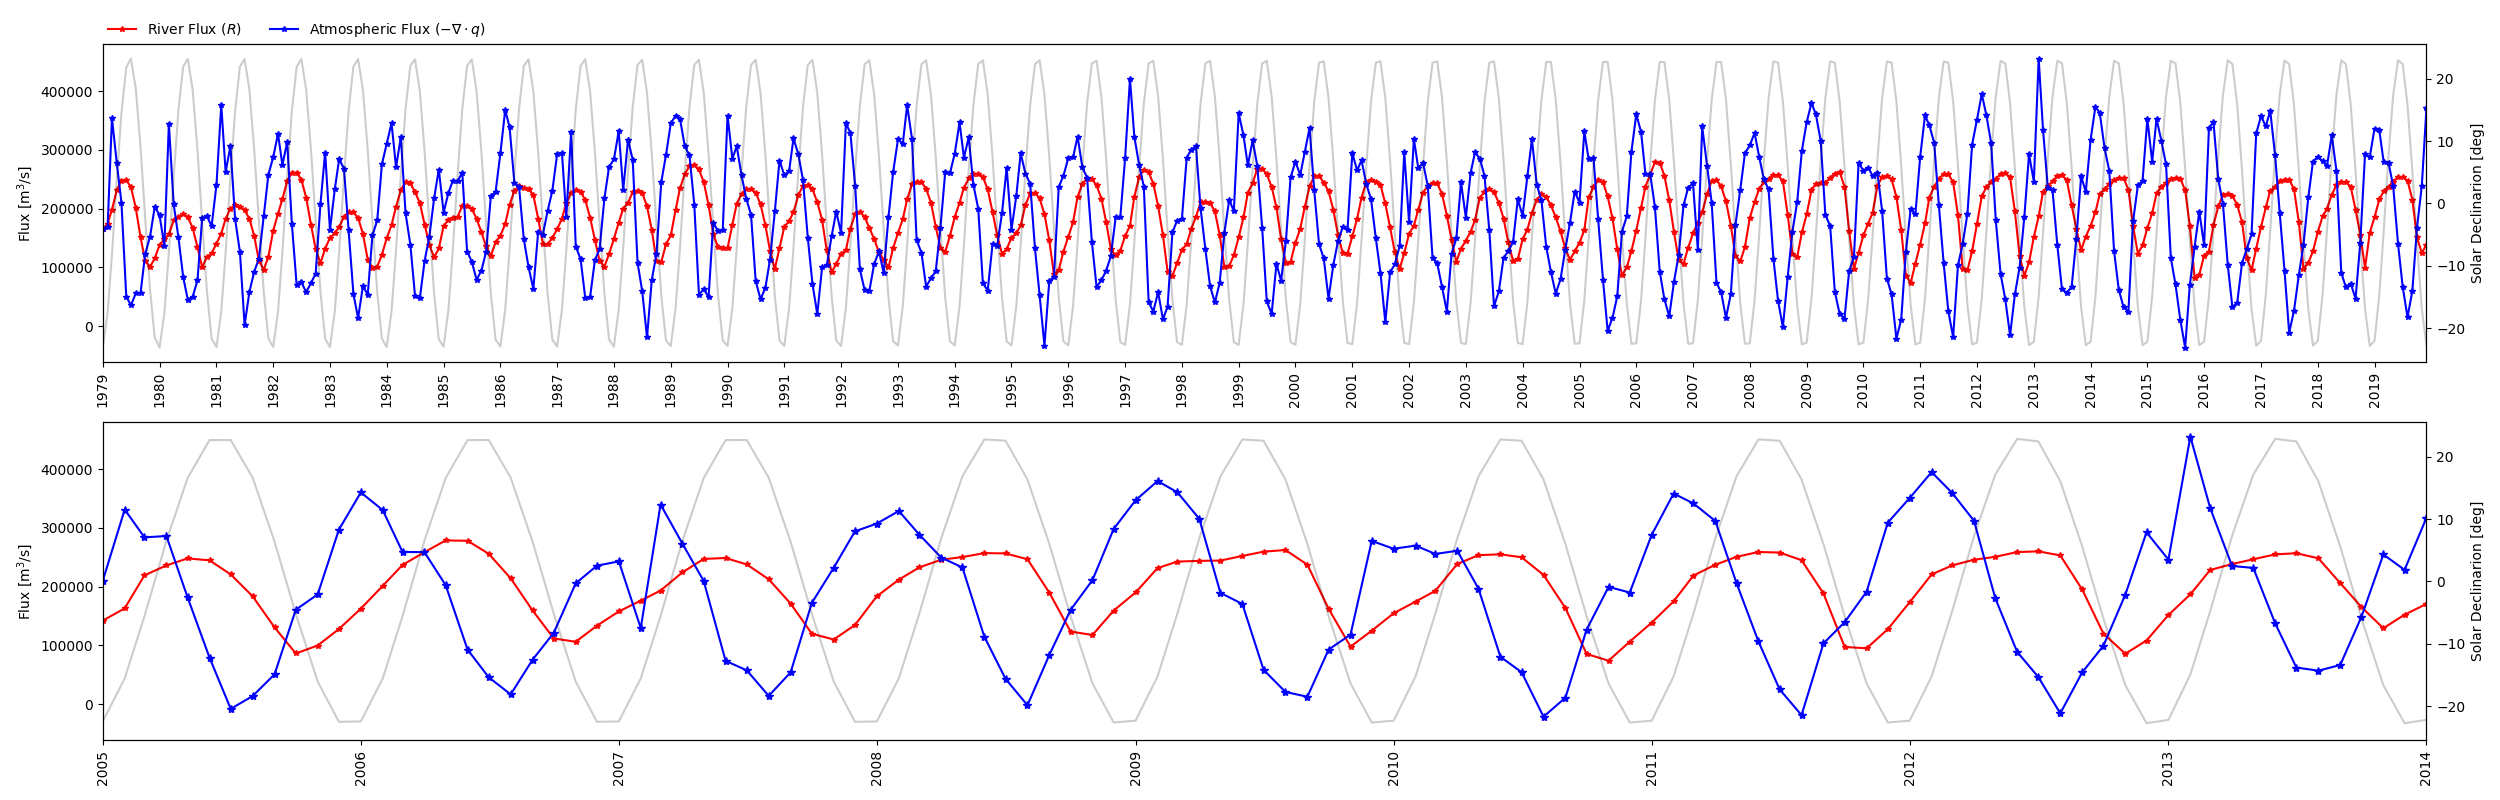 River Flux (R) Atmospheric Flux (−∇ · q)
400000
300000
200000
100000
0
Flux [m³/s]
20
10
0
−10
−20
Solar Declinarion [deg]
1979 1980 1981 1982 1983 1984 1985 1986 1987 1988 1989 1990 1991 1992 1993 1994 1995 1996 1997 1998 1999 2000 2001 2002 2003 2004 2005 2006 2007 2008 2009 2010 2011 2012 2013 2014 2015 2016 2017 2018 2019
400000
300000
200000
100000
0
Flux [m³/s]
20
10
0
−10
−20
Solar Declinarion [deg]
2005 2006 2007 2008 2009 2010 2011 2012 2013 2014